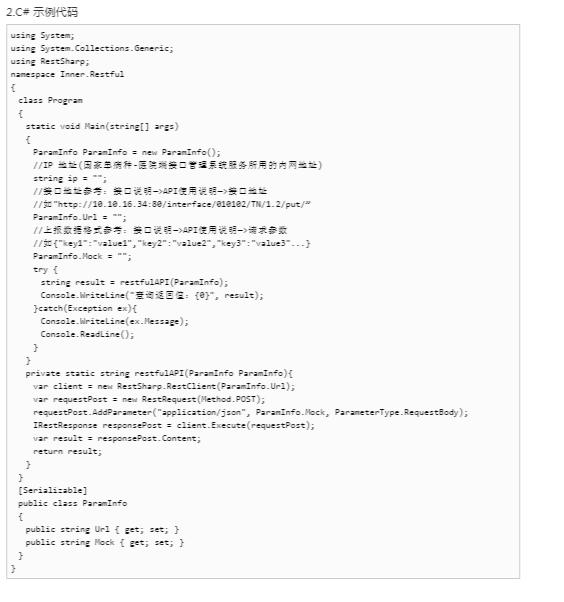 2.C# 示例代码
using System;
using System.Collections.Generic;
using RestSharp;
namespace Inner.Restful
{
class Program
{
static void Main(string[] args)
{
ParamInfo ParamInfo = new ParamInfo();
//IP 地址(国家单病种-医院端接口管理系统服务所用的内网地址)
string ip = "";
//接口地址参考: 接口说明—>API使用说明—>接口地址
//如"http://10.10.16.34:80/interface/010102/TN/1.2/put/"
ParamInfo.Url = "";
//上报数据格式参考: 接口说明—>API使用说明—>请求参数
//如{"key1":"value1","key2":"value2","key3":"value3"...}
ParamInfo.Mock = "";
try {
string result = restfulAPI(ParamInfo);
Console.WriteLine("查询返回值: {0}", result);
}catch(Exception ex){
Console.WriteLine(ex.Message);
Console.ReadLine();
}
}
private static string restfulAPI(ParamInfo ParamInfo){
var client = new RestSharp.RestClient(ParamInfo.Url);
var requestPost = new RestRequest(Method.POST);
requestPost.AddParameter("application/json", ParamInfo.Mock, ParameterType.RequestBody);
IRestResponse responsePost = client.Execute(requestPost);
var result = responsePost.Content;
return result;
}
}
[Serializable]
public class ParamInfo
{
public string Url { get; set; }
public string Mock { get; set; }
}
}